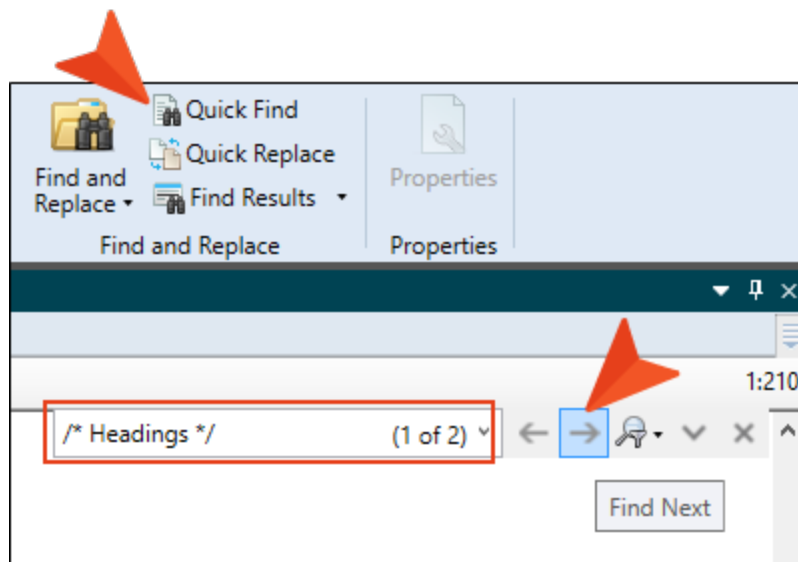 Quick Find
Quick Replace
Find and
Replace
Find Results
Properties
Find and Replace
Properties
1:210
/* Headings */ (1 of 2)
Find Next